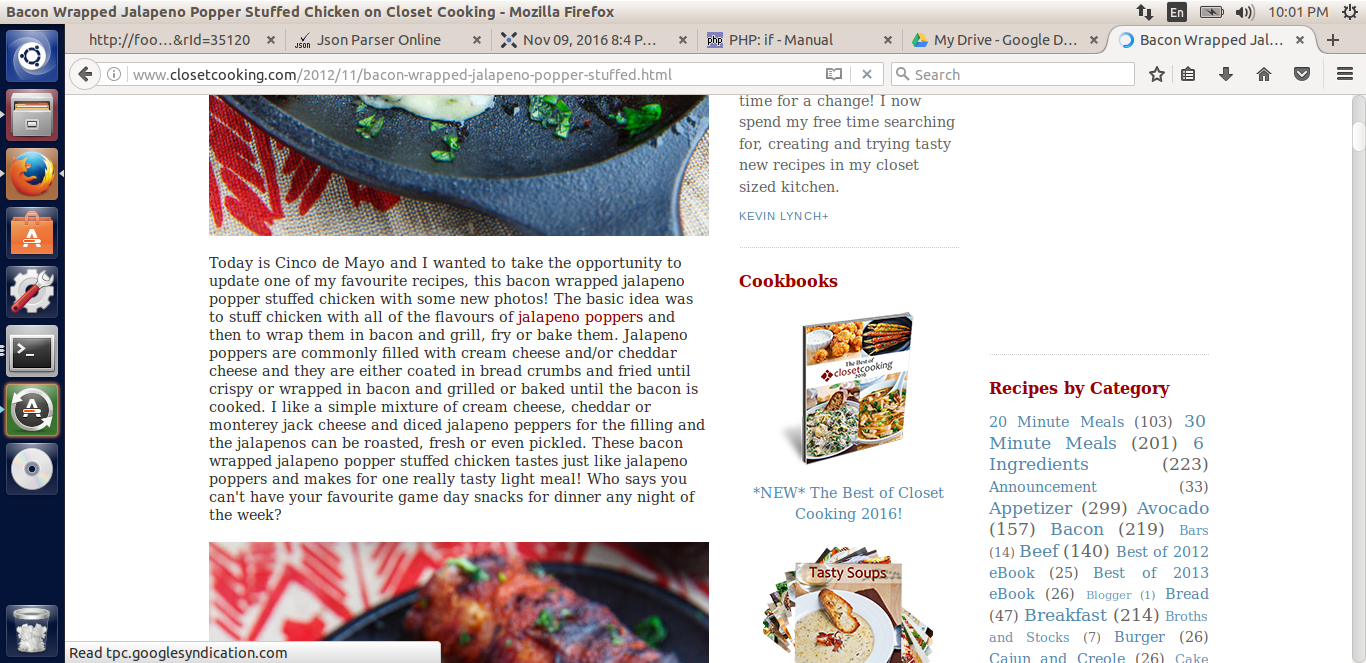 Bacon Wrapped Jalapeno Popper Stuffed Chicken on Closet Cooking - Mozilla Firefox
En
10:01 PM
http://foo...&rId=35120
JSON
Json Parser Online
Nov 09, 2016 8:4 P...
php
PHP: if - Manual
My Drive - Google D...
Bacon Wrapped Jal...
www.closetcooking.com/2012/11/bacon-wrapped-jalapeno-popper-stuffed.html
Search
Today is Cinco de Mayo and I wanted to take the opportunity to
update one of my favourite recipes, this bacon wrapped jalapeno
popper stuffed chicken with some new photos! The basic idea was
to stuff chicken with all of the flavours of jalapeno poppers and
then to wrap them in bacon and grill, fry or bake them. Jalapeno
poppers are commonly filled with cream cheese and/or cheddar
cheese and they are either coated in bread crumbs and fried until
crispy or wrapped in bacon and grilled or baked until the bacon is
cooked. I like a simple mixture of cream cheese, cheddar or
monterey jack cheese and diced jalapeno peppers for the filling and
the jalapenos can be roasted, fresh or even pickled. These bacon
wrapped jalapeno popper stuffed chicken tastes just like jalapeno
poppers and makes for one really tasty light meal! Who says you
can't have your favourite game day snacks for dinner any night of
the week?
time for a change! I now
spend my free time searching
for, creating and trying tasty
new recipes in my closet
sized kitchen.
KEVIN LYNCH+
Cookbooks
The Best of
closetcooking
2016
*NEW* The Best of Closet
Cooking 2016!
Tasty Soups
Recipes by Category
20 Minute Meals (103) 30
Minute Meals (201) 6
Ingredients (223)
Announcement (33)
Appetizer (299) Avocado
(157) Bacon (219) Bars
(14) Beef (140) Best of 2012
eBook (25) Best of 2013
eBook (26) Blogger (1) Bread
(47) Breakfast (214) Broths
and Stocks (7) Burger (26)
Cajun and Creole (26) Cake
Read tpc.googlesyndication.com